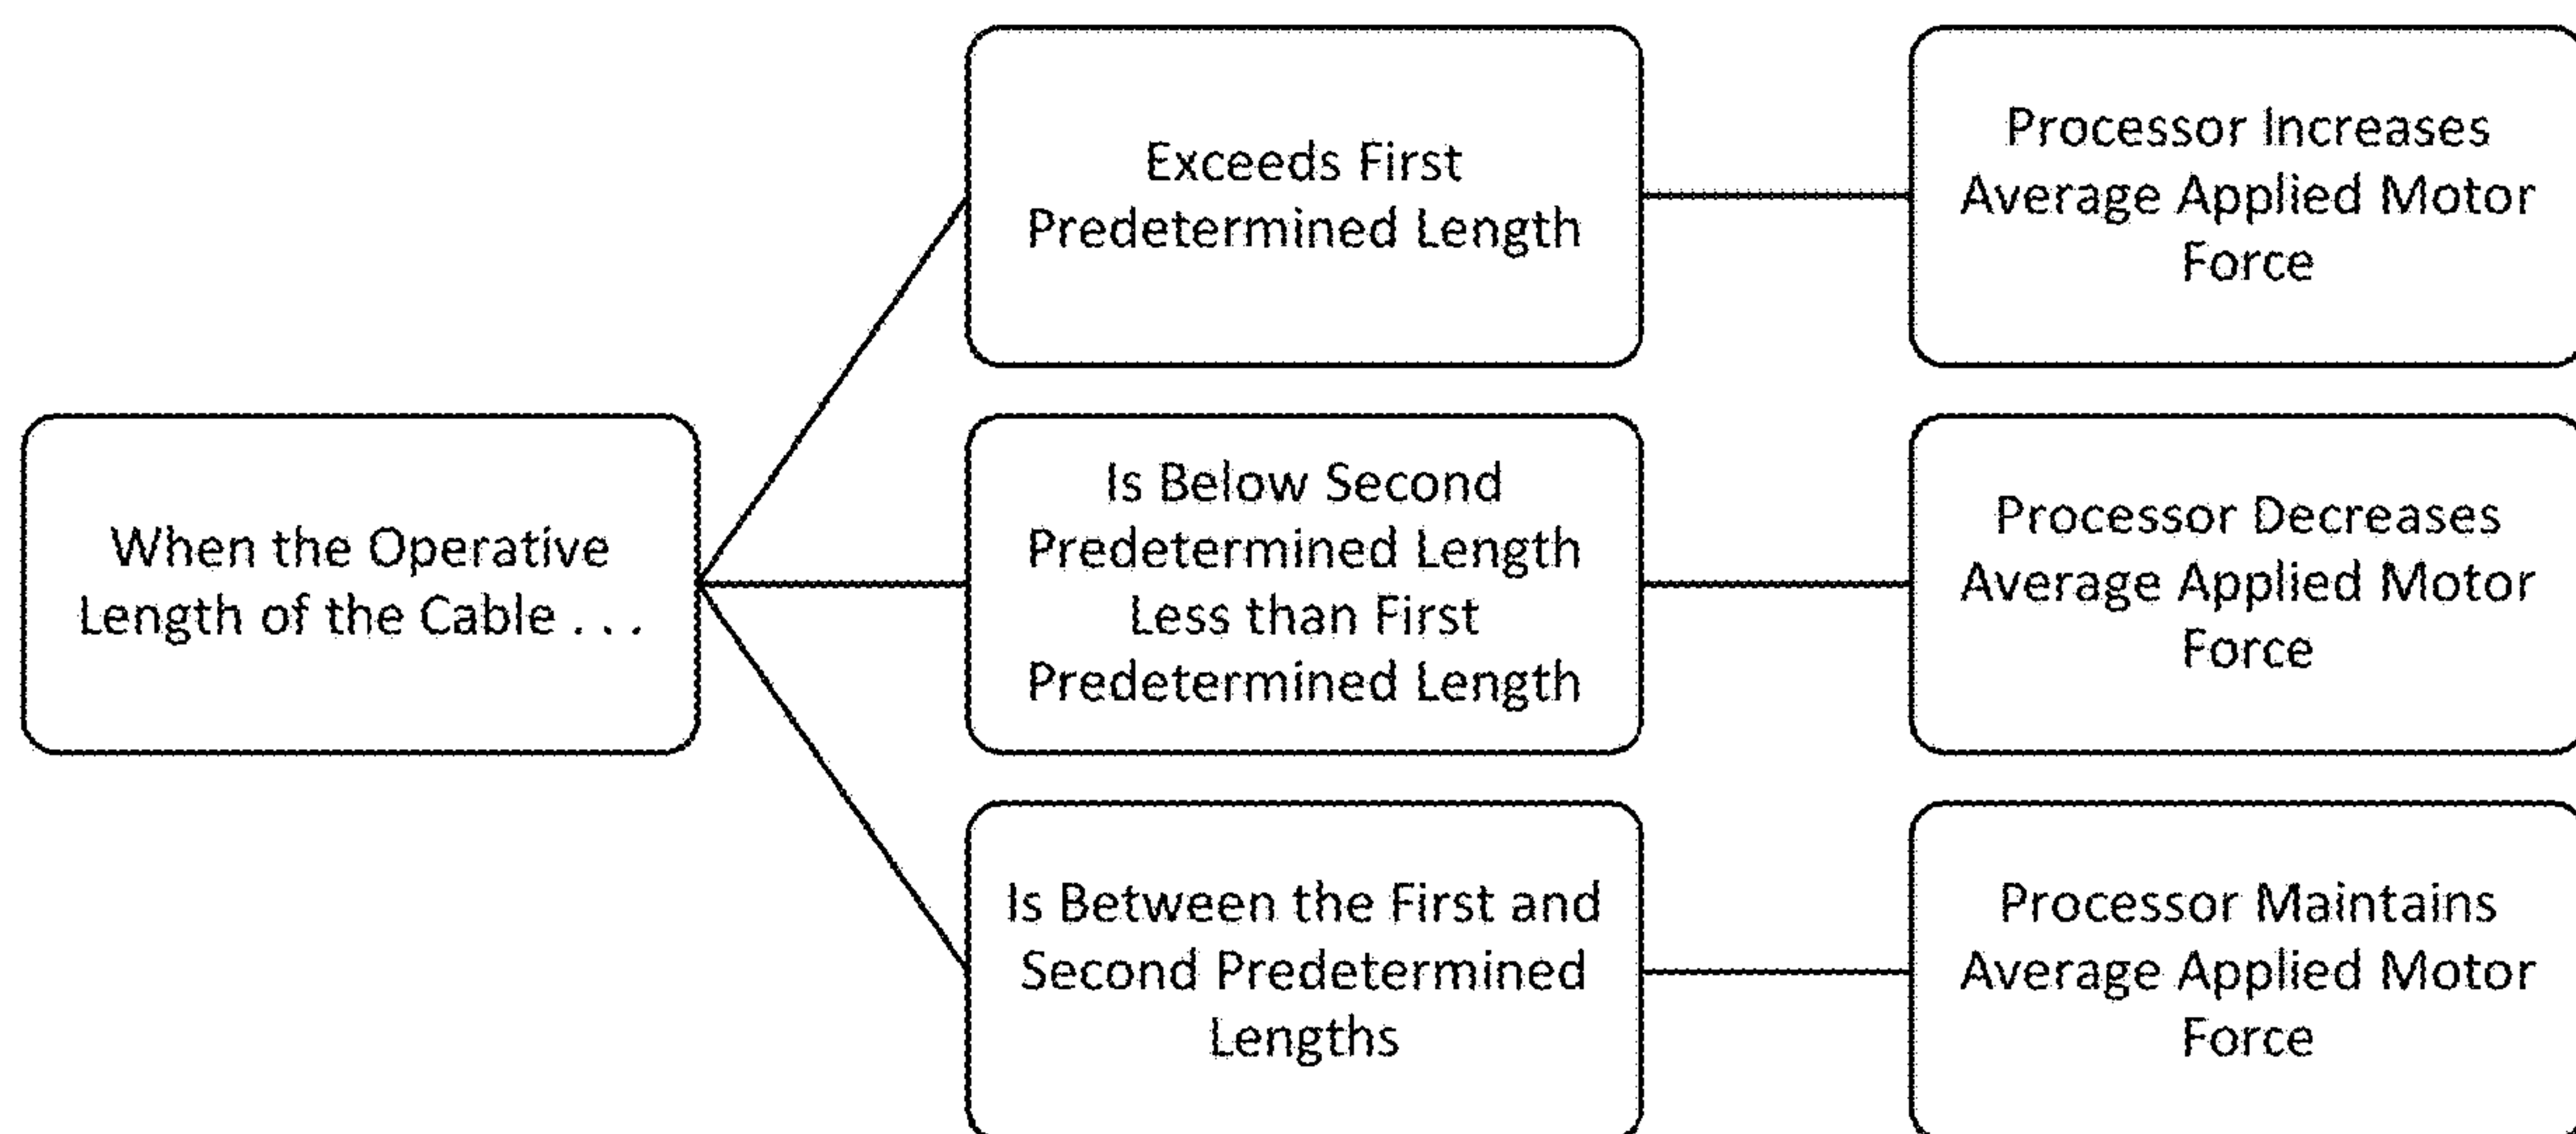 When the Operative
Length of the Cable . . .
Exceeds First
Predetermined Length
Processor Increases
Average Applied Motor
Force
Is Below Second
Predetermined Length
Less than First
Predetermined Length
Processor Decreases
Average Applied Motor
Force
Is Between the First and
Second Predetermined
Lengths
Processor Maintains
Average Applied Motor
Force